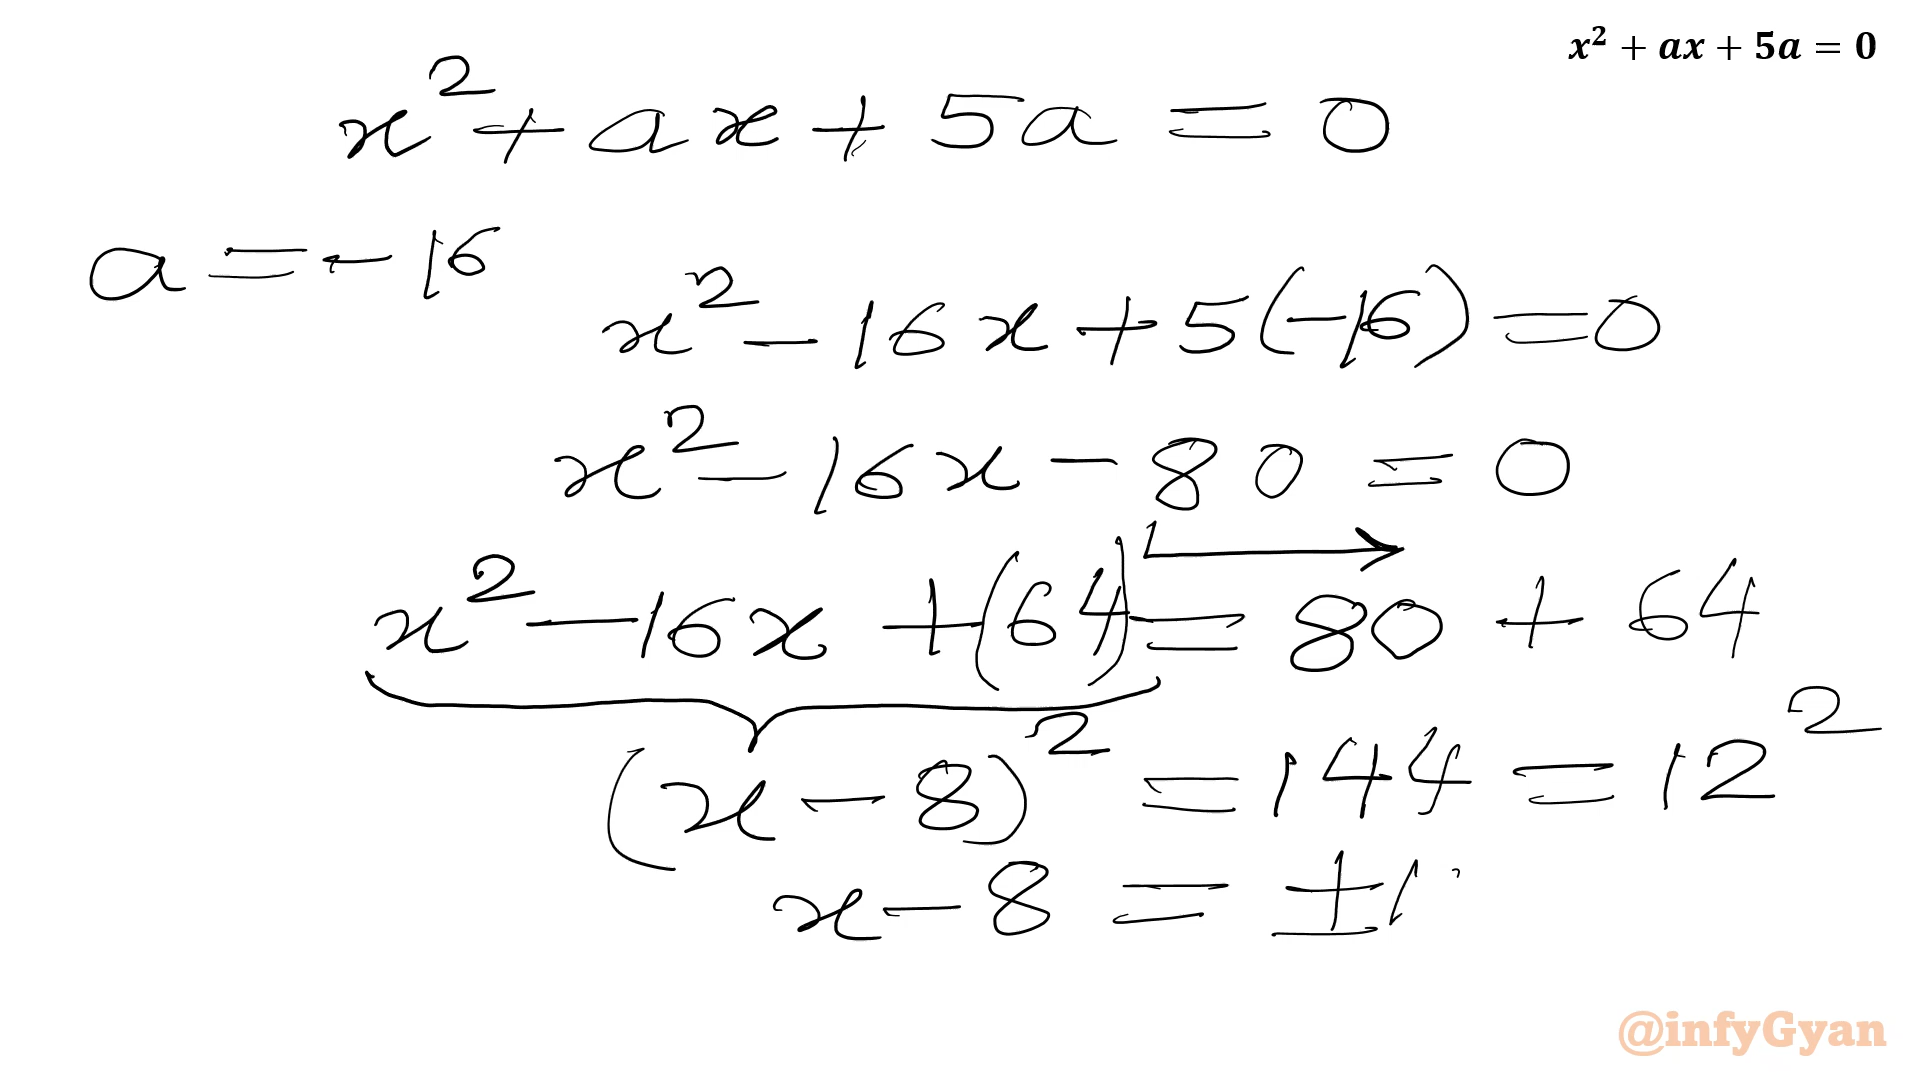 x² + ax + 5a = 0
x² + ax + 5a = 0
a = -16
x² - 16x + 5(-16) = 0
x² - 16x - 80 = 0
x² - 16x + (64) = 80 + 64
(x - 8)² = 144 = 12²
x - 8 = ±1
@infyGyan